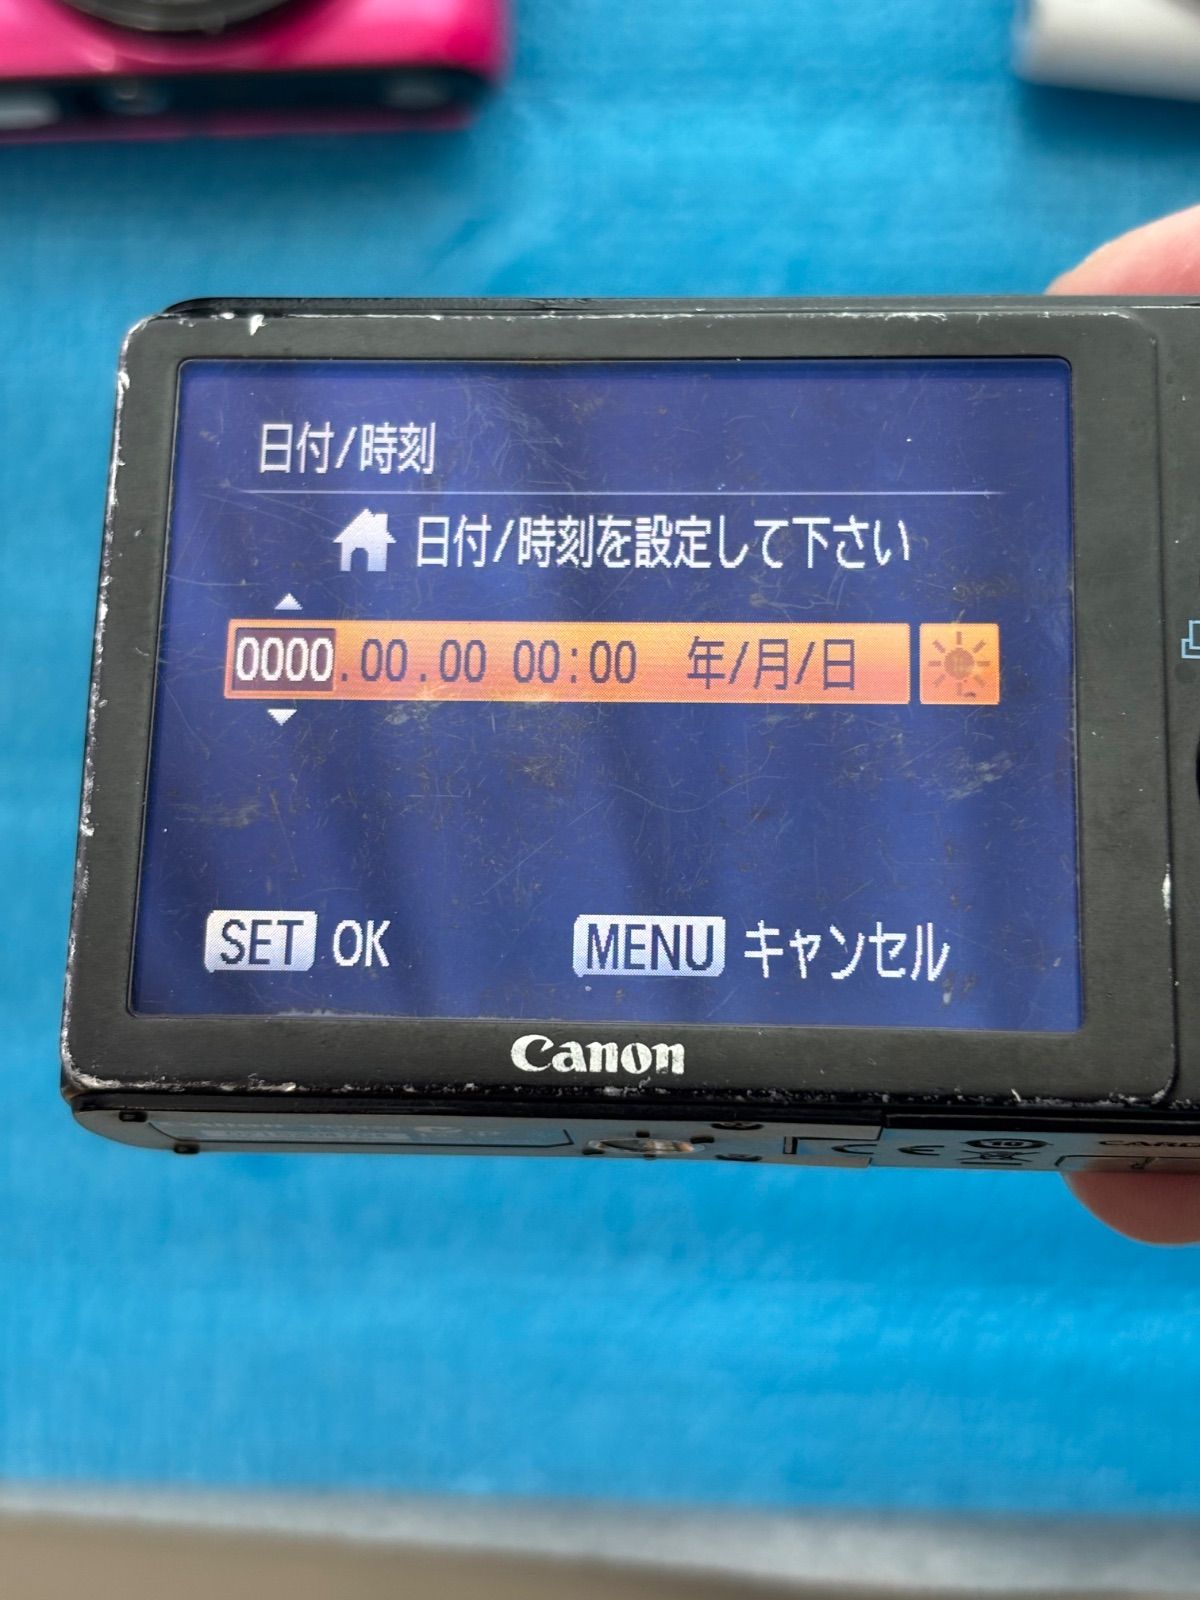 日付/時刻
日付/時刻を設定して下さい
0000.00.00 00:00 年/月/日
SET OK
MENU キャンセル
Canon